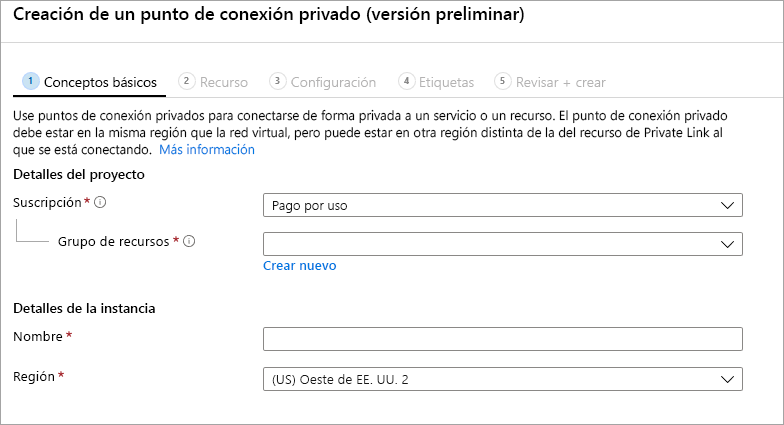 Creación de un punto de conexión privado (versión preliminar)
1 Conceptos básicos 2 Recurso 3 Configuración 4 Etiquetas 5 Revisar + crear
Use puntos de conexión privados para conectarse de forma privada a un servicio o un recurso. El punto de conexión privado
debe estar en la misma región que la red virtual, pero puede estar en otra región distinta de la del recurso de Private Link al
que se está conectando. Más información
Detalles del proyecto
Suscripción * Pago por uso
Grupo de recursos *
Crear nuevo
Detalles de la instancia
Nombre *
Región * (US) Oeste de EE. UU. 2